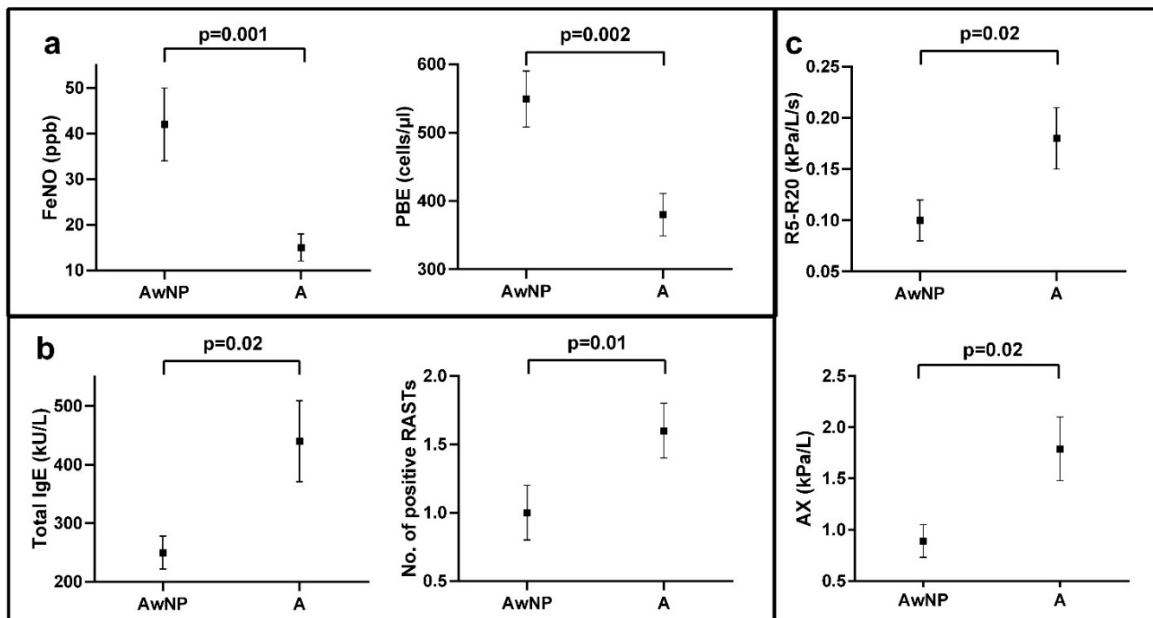 a
p=0.001
FeNO (ppb)
50
40
30
20
10
AwNP
A
p=0.002
PBE (cells/µl)
600
500
400
300
AwNP
A
b
p=0.02
Total IgE (kU/L)
500
400
300
200
AwNP
A
p=0.01
No. of positive RASTs
2.0
1.5
1.0
0.5
AwNP
A
c
p=0.02
R5-R20 (kPa/L/s)
0.25
0.20
0.15
0.10
0.05
AwNP
A
p=0.02
AX (kPa/L)
2.5
2.0
1.5
1.0
0.5
AwNP
A